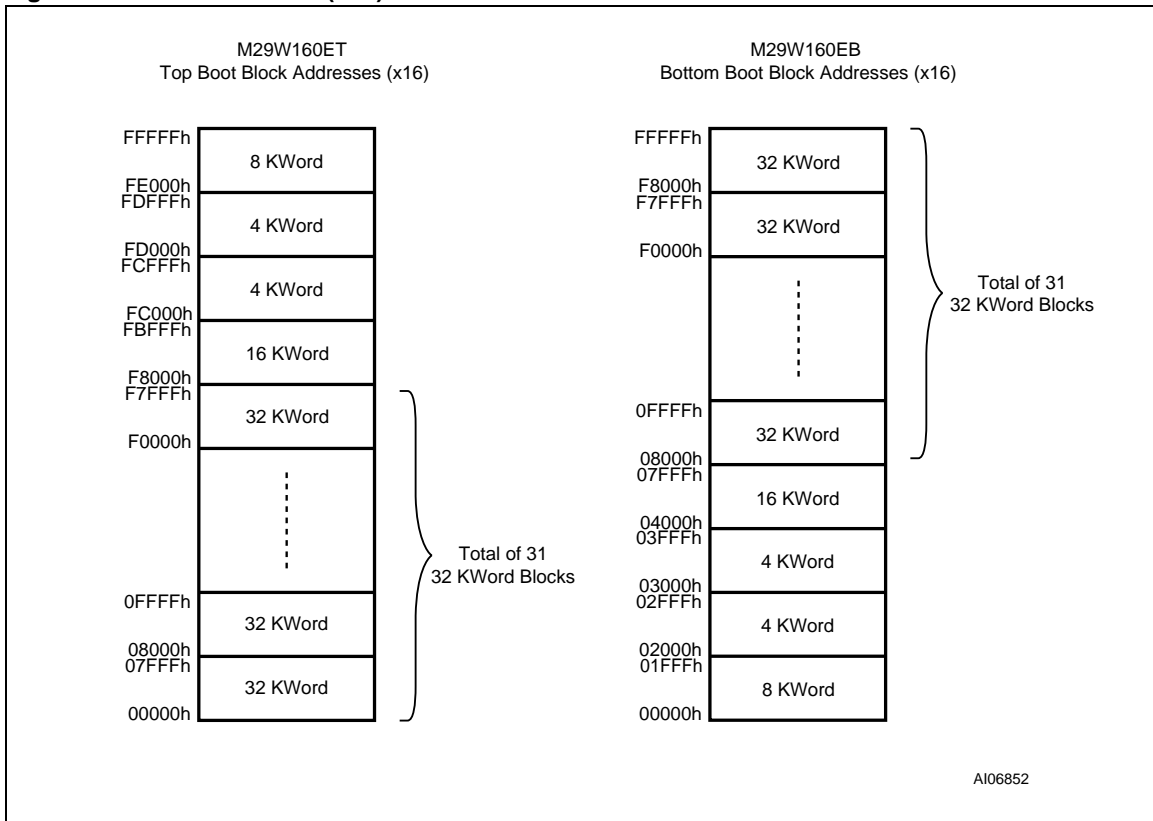 M29W160ET
Top Boot Block Addresses (x16)
FFFFFh
8 KWord
FE000h
FDFFFh
4 KWord
FD000h
FCFFFh
4 KWord
FC000h
FBFFFh
16 KWord
F8000h
F7FFFh
32 KWord
F0000h
Total of 31
32 KWord Blocks
0FFFFh
32 KWord
08000h
07FFFh
32 KWord
00000h
M29W160EB
Bottom Boot Block Addresses (x16)
FFFFFh
32 KWord
F8000h
F7FFFh
32 KWord
F0000h
Total of 31
32 KWord Blocks
0FFFFh
32 KWord
08000h
07FFFh
16 KWord
04000h
03FFFh
4 KWord
03000h
02FFFh
4 KWord
02000h
01FFFh
8 KWord
00000h
AI06852